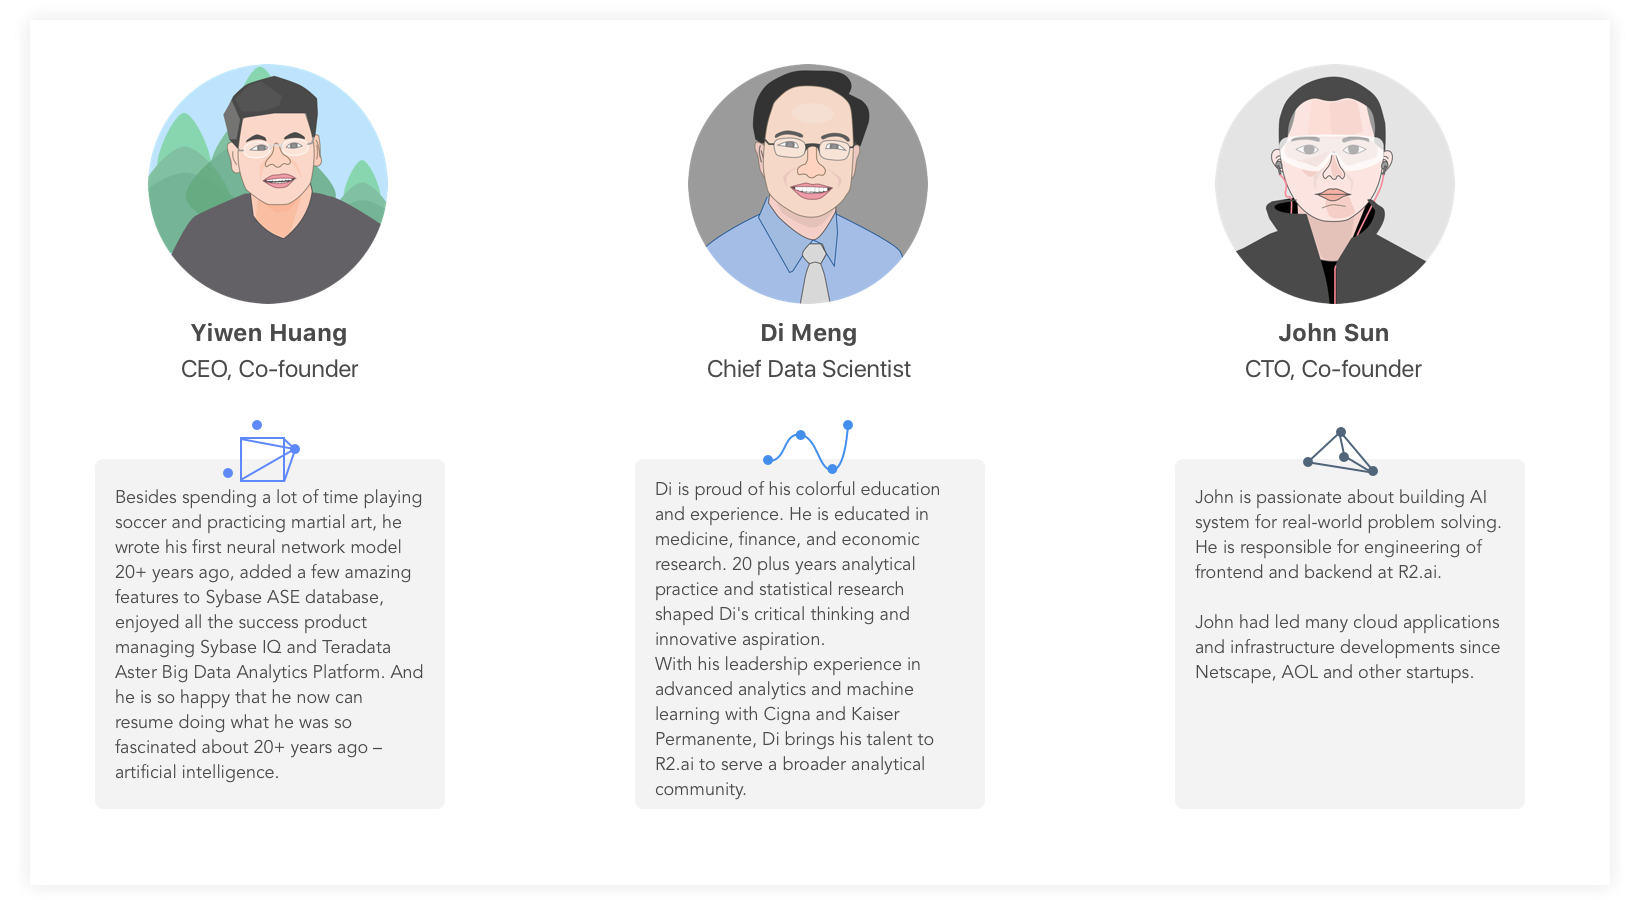 Yiwen Huang
CEO, Co-founder
Besides spending a lot of time playing
soccer and practicing martial art, he
wrote his first neural network model
20+ years ago, added a few amazing
features to Sybase ASE database,
enjoyed all the success product
managing Sybase IQ and Teradata
Aster Big Data Analytics Platform. And
he is so happy that he now can
resume doing what he was so
fascinated about 20+ years ago –
artificial intelligence.
Di Meng
Chief Data Scientist
Di is proud of his colorful education
and experience. He is educated in
medicine, finance, and economic
research. 20 plus years analytical
practice and statistical research
shaped Di's critical thinking and
innovative aspiration.
With his leadership experience in
advanced analytics and machine
learning with Cigna and Kaiser
Permanente, Di brings his talent to
R2.ai to serve a broader analytical
community.
John Sun
CTO, Co-founder
John is passionate about building AI
system for real-world problem solving.
He is responsible for engineering of
frontend and backend at R2.ai.
John had led many cloud applications
and infrastructure developments since
Netscape, AOL and other startups.